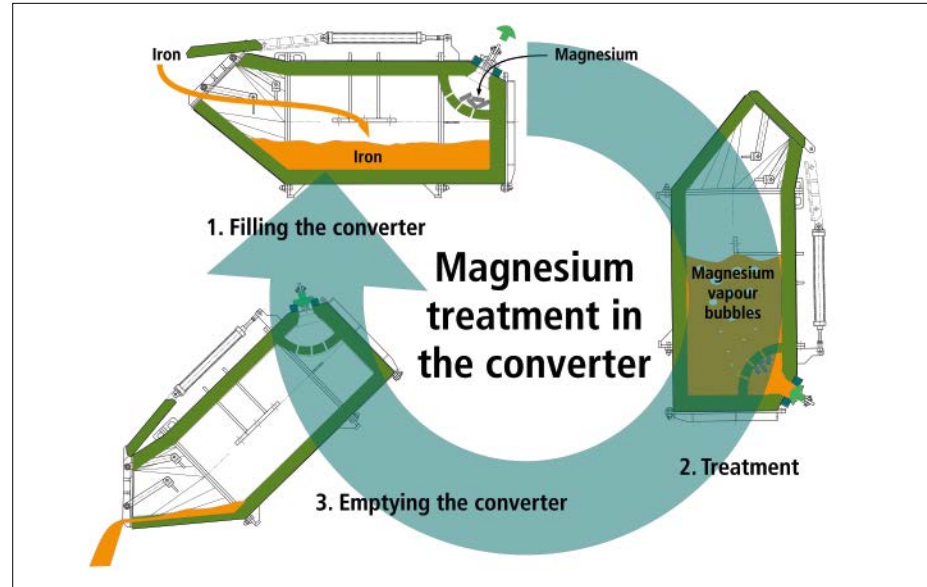 Iron
Magnesium
Iron
1. Filling the converter
Magnesium
treatment in
the converter
Magnesium
vapour
bubbles
2. Treatment
3. Emptying the converter